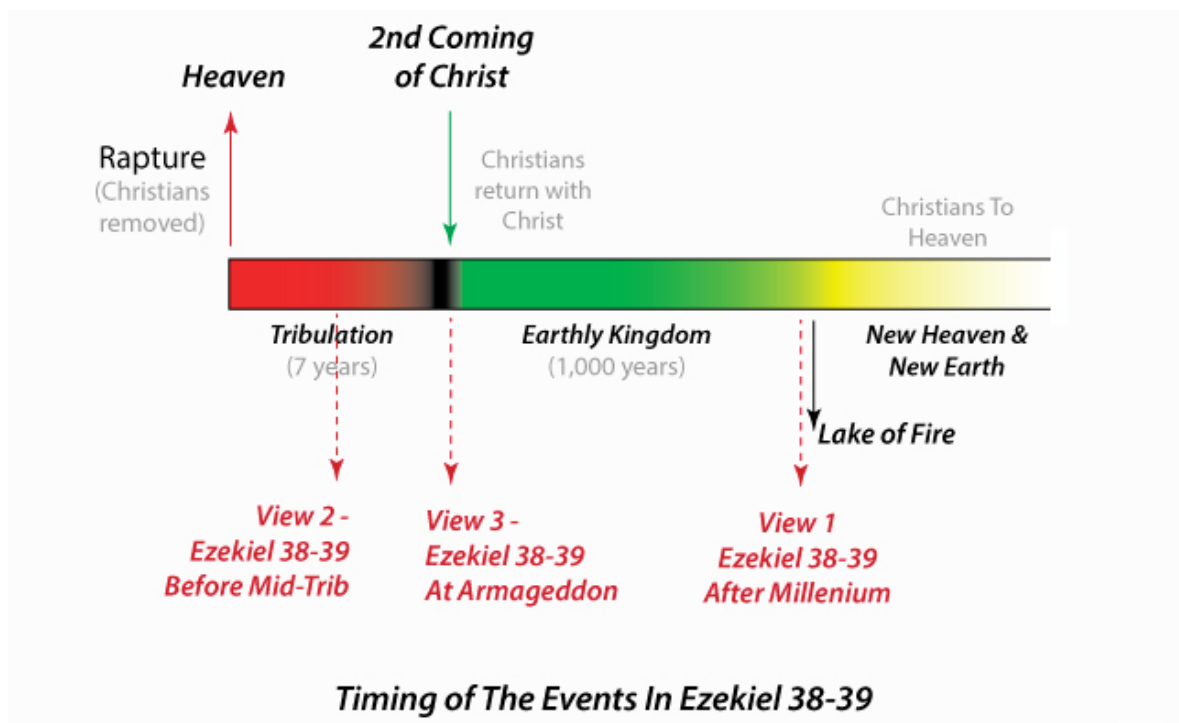 2nd Coming
of Christ
Heaven
Rapture
(Christians
removed)
Christians
return with
Christ
Christians To
Heaven
Tribulation
(7 years)
Earthly Kingdom
(1,000 years)
New Heaven &
New Earth
Lake of Fire
View 2 -
Ezekiel 38-39
Before Mid-Trib
View 3 -
Ezekiel 38-39
At Armageddon
View 1
Ezekiel 38-39
After Millenium
Timing of The Events In Ezekiel 38-39